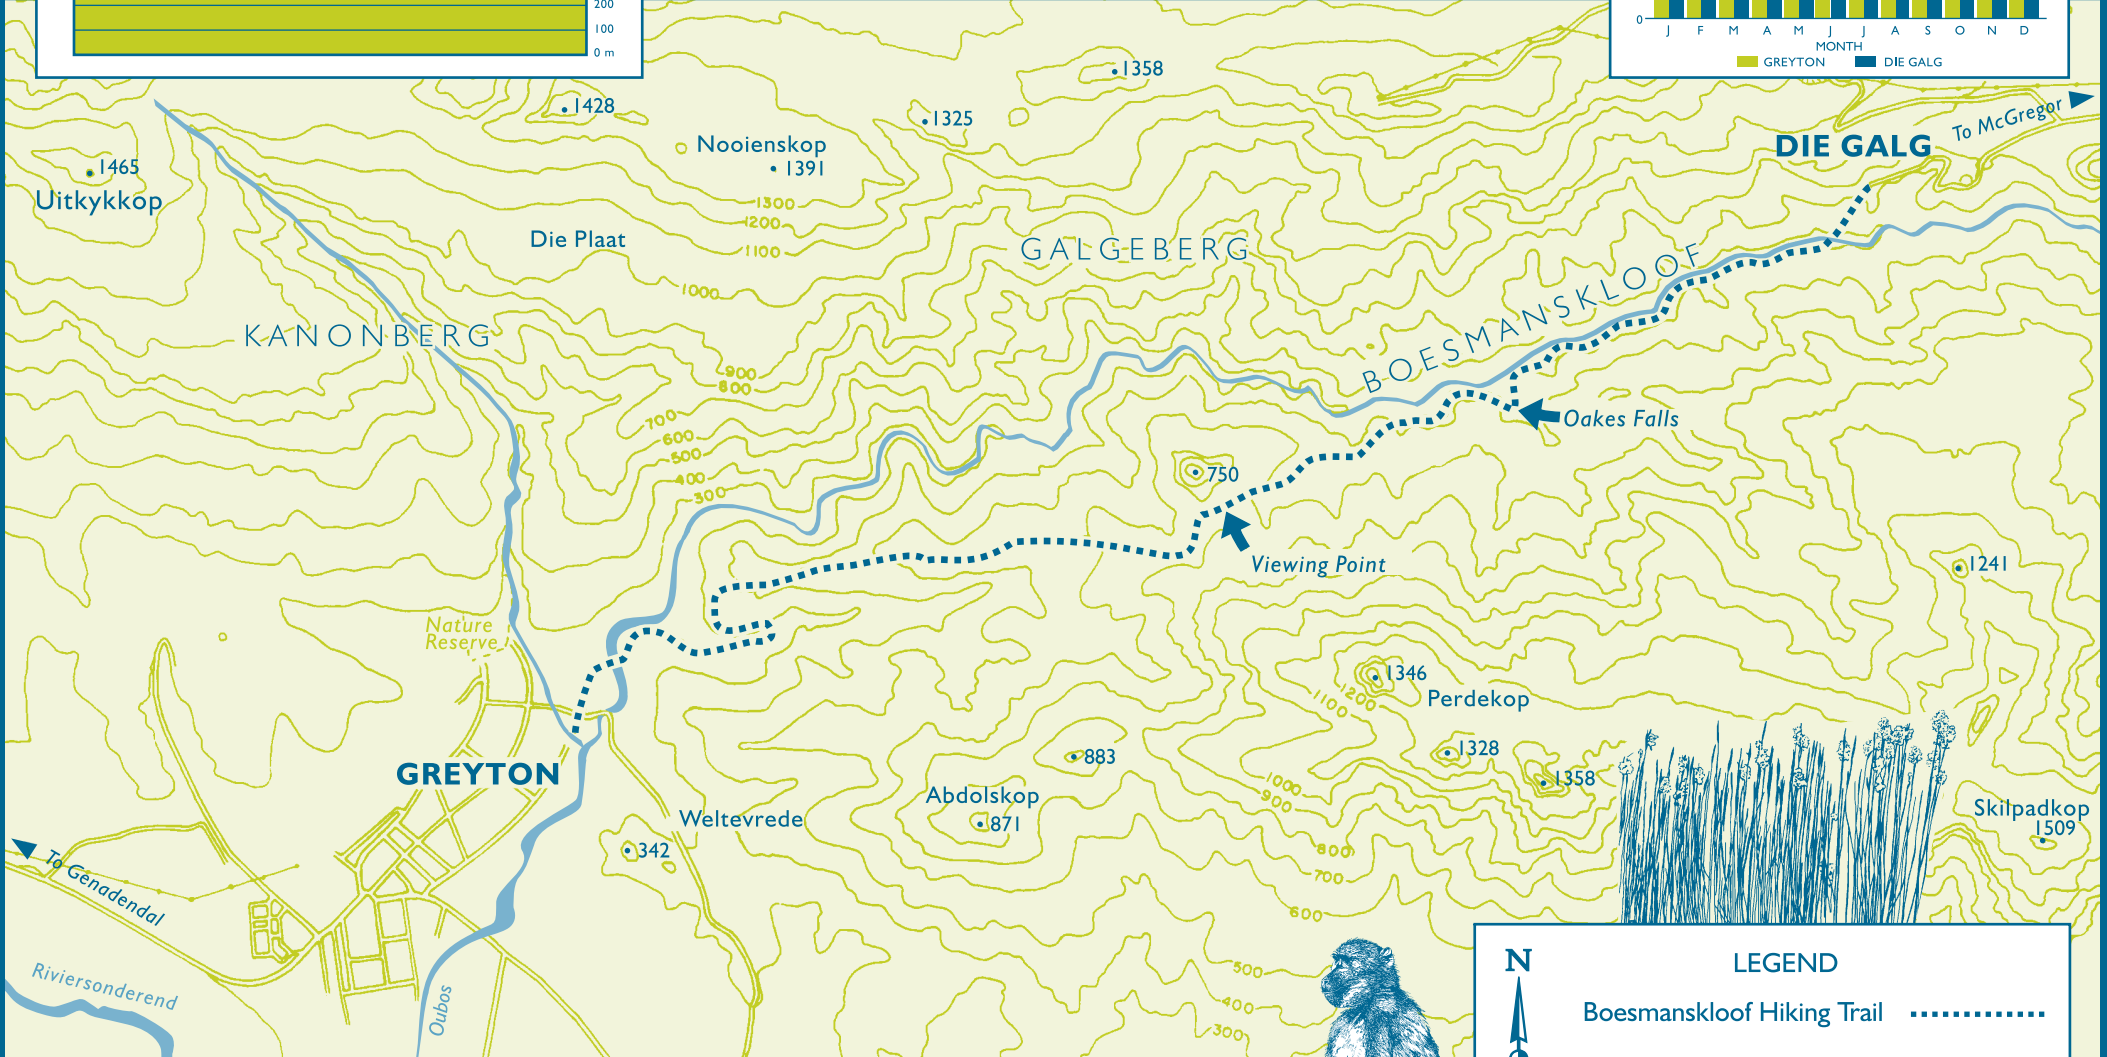 200
100
0 m
0
J F M A M J J A S O N D
MONTH
GREYTON DIE GALG
1358
1428
1325
To McGregor
DIE GALG
Nooienskop
1391
1465
Uitkykkop
1300
1200
1100
Die Plaat
GALGEBERG
1000
BOESMANSKLOOF
KANONBERG
900
800
700
600
500
400
300
Oakes Falls
750
Viewing Point
1241
Nature
Reserve
1346
Perdekop
1200
1100
1328
1358
883
GREYTON
1000
900
Abdolskop
871
Weltevrede
342
Skilpadkop
1509
800
700
600
500
400
300
To Genadendal
Riviersonderend
Oubos
N
LEGEND
Boesmanskloof Hiking Trail